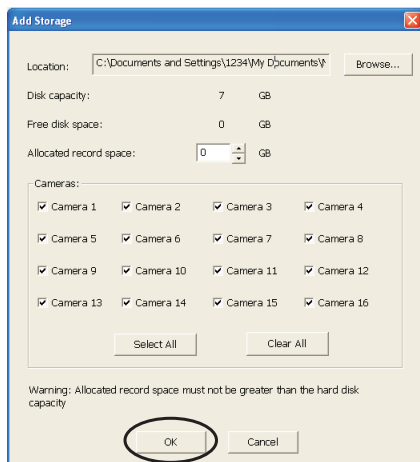 Add Storage
Location: C:\Documents and Settings\1234\My Documents\M Browse...
Disk capacity: 7 GB
Free disk space: 0 GB
Allocated record space: 0 GB
Cameras:
Camera 1 Camera 2 Camera 3 Camera 4
Camera 5 Camera 6 Camera 7 Camera 8
Camera 9 Camera 10 Camera 11 Camera 12
Camera 13 Camera 14 Camera 15 Camera 16
Select All Clear All
Warning: Allocated record space must not be greater than the hard disk
capacity
OK Cancel